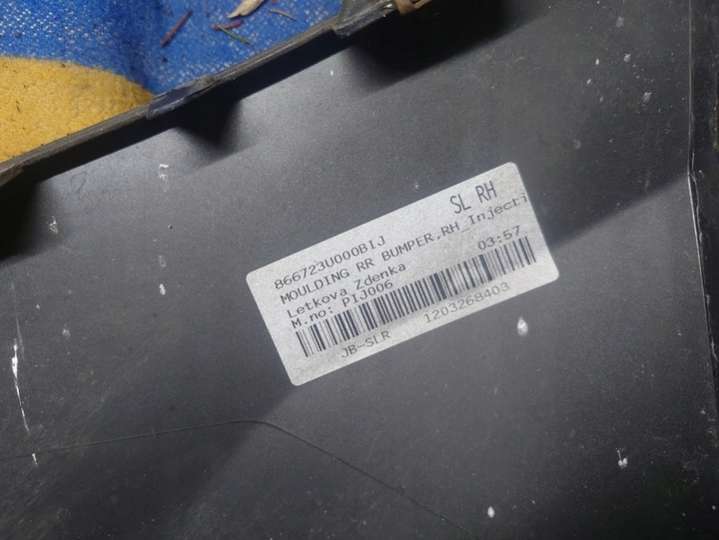 SL RH
866723U000BIJ
MOULDING RR BUMPER,RH_Injecti
Letkova Zdenka 03:57
M.no: PIJ006
JB-SLR 1203268403